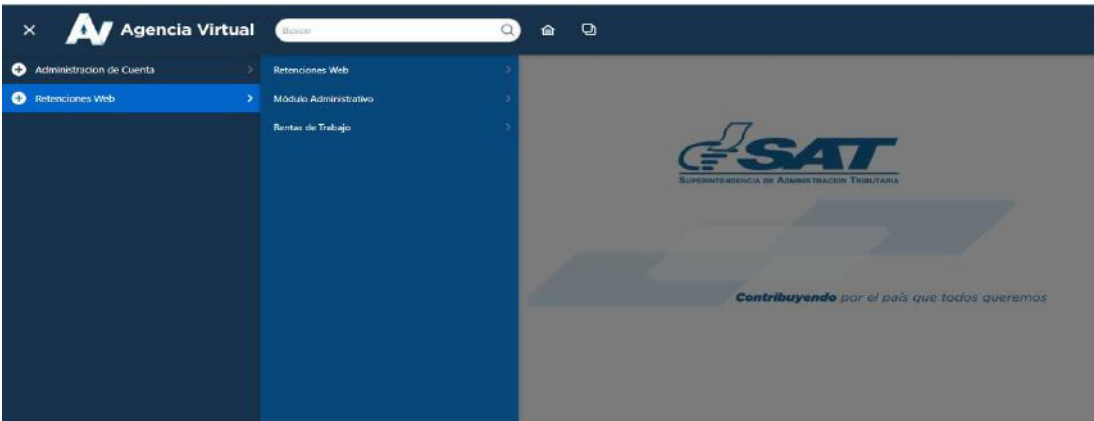 Agencia Virtual
Buscar
Administracion de Cuenta
Retenciones Web
Retenciones Web
Módulo Administrativo
Rentas de Trabajo
SAT
SUPERINTENDENCIA DE ADMINISTRACION TRIBUTARIA
Contribuyendo por el país que todos queremos